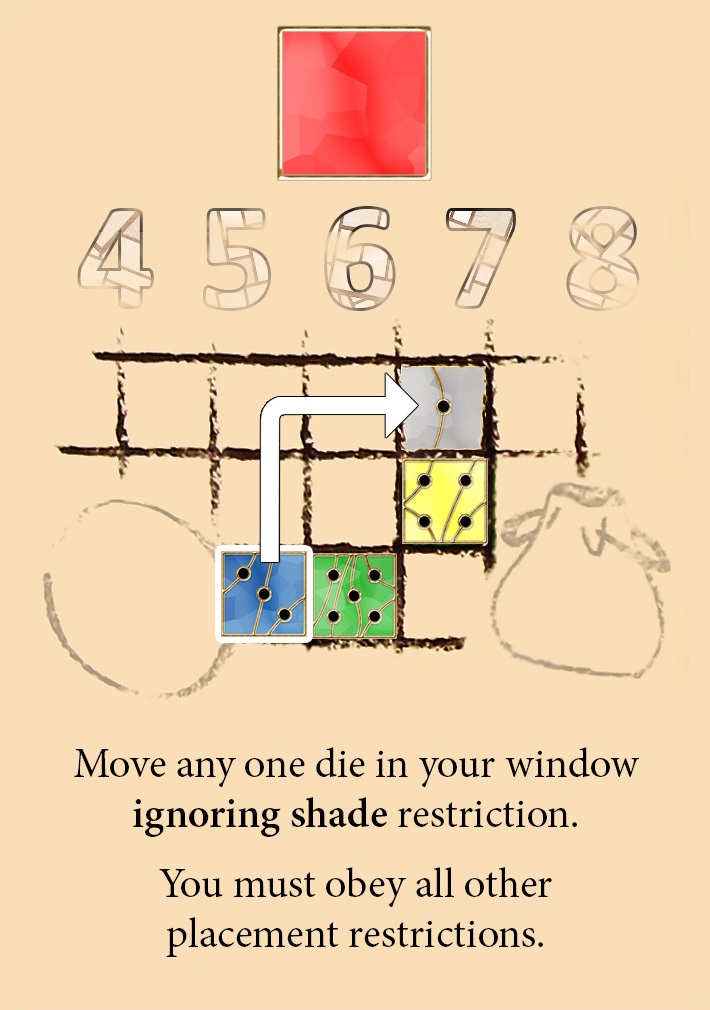 4 5 6 7 8
Move any one die in your window
ignoring shade restriction.
You must obey all other
placement restrictions.